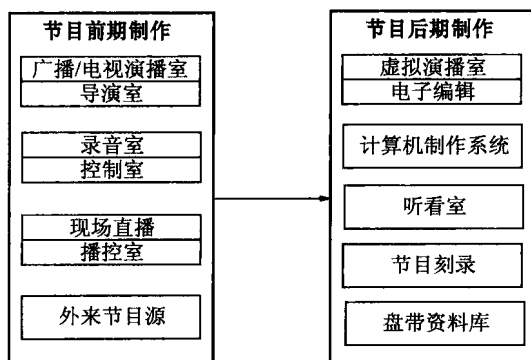 节目前期制作
广播/电视演播室
导演室
录音室
控制室
现场直播
播控室
外来节目源
节目后期制作
虚拟演播室
电子编辑
计算机制作系统
听看室
节目刻录
盘带资料库